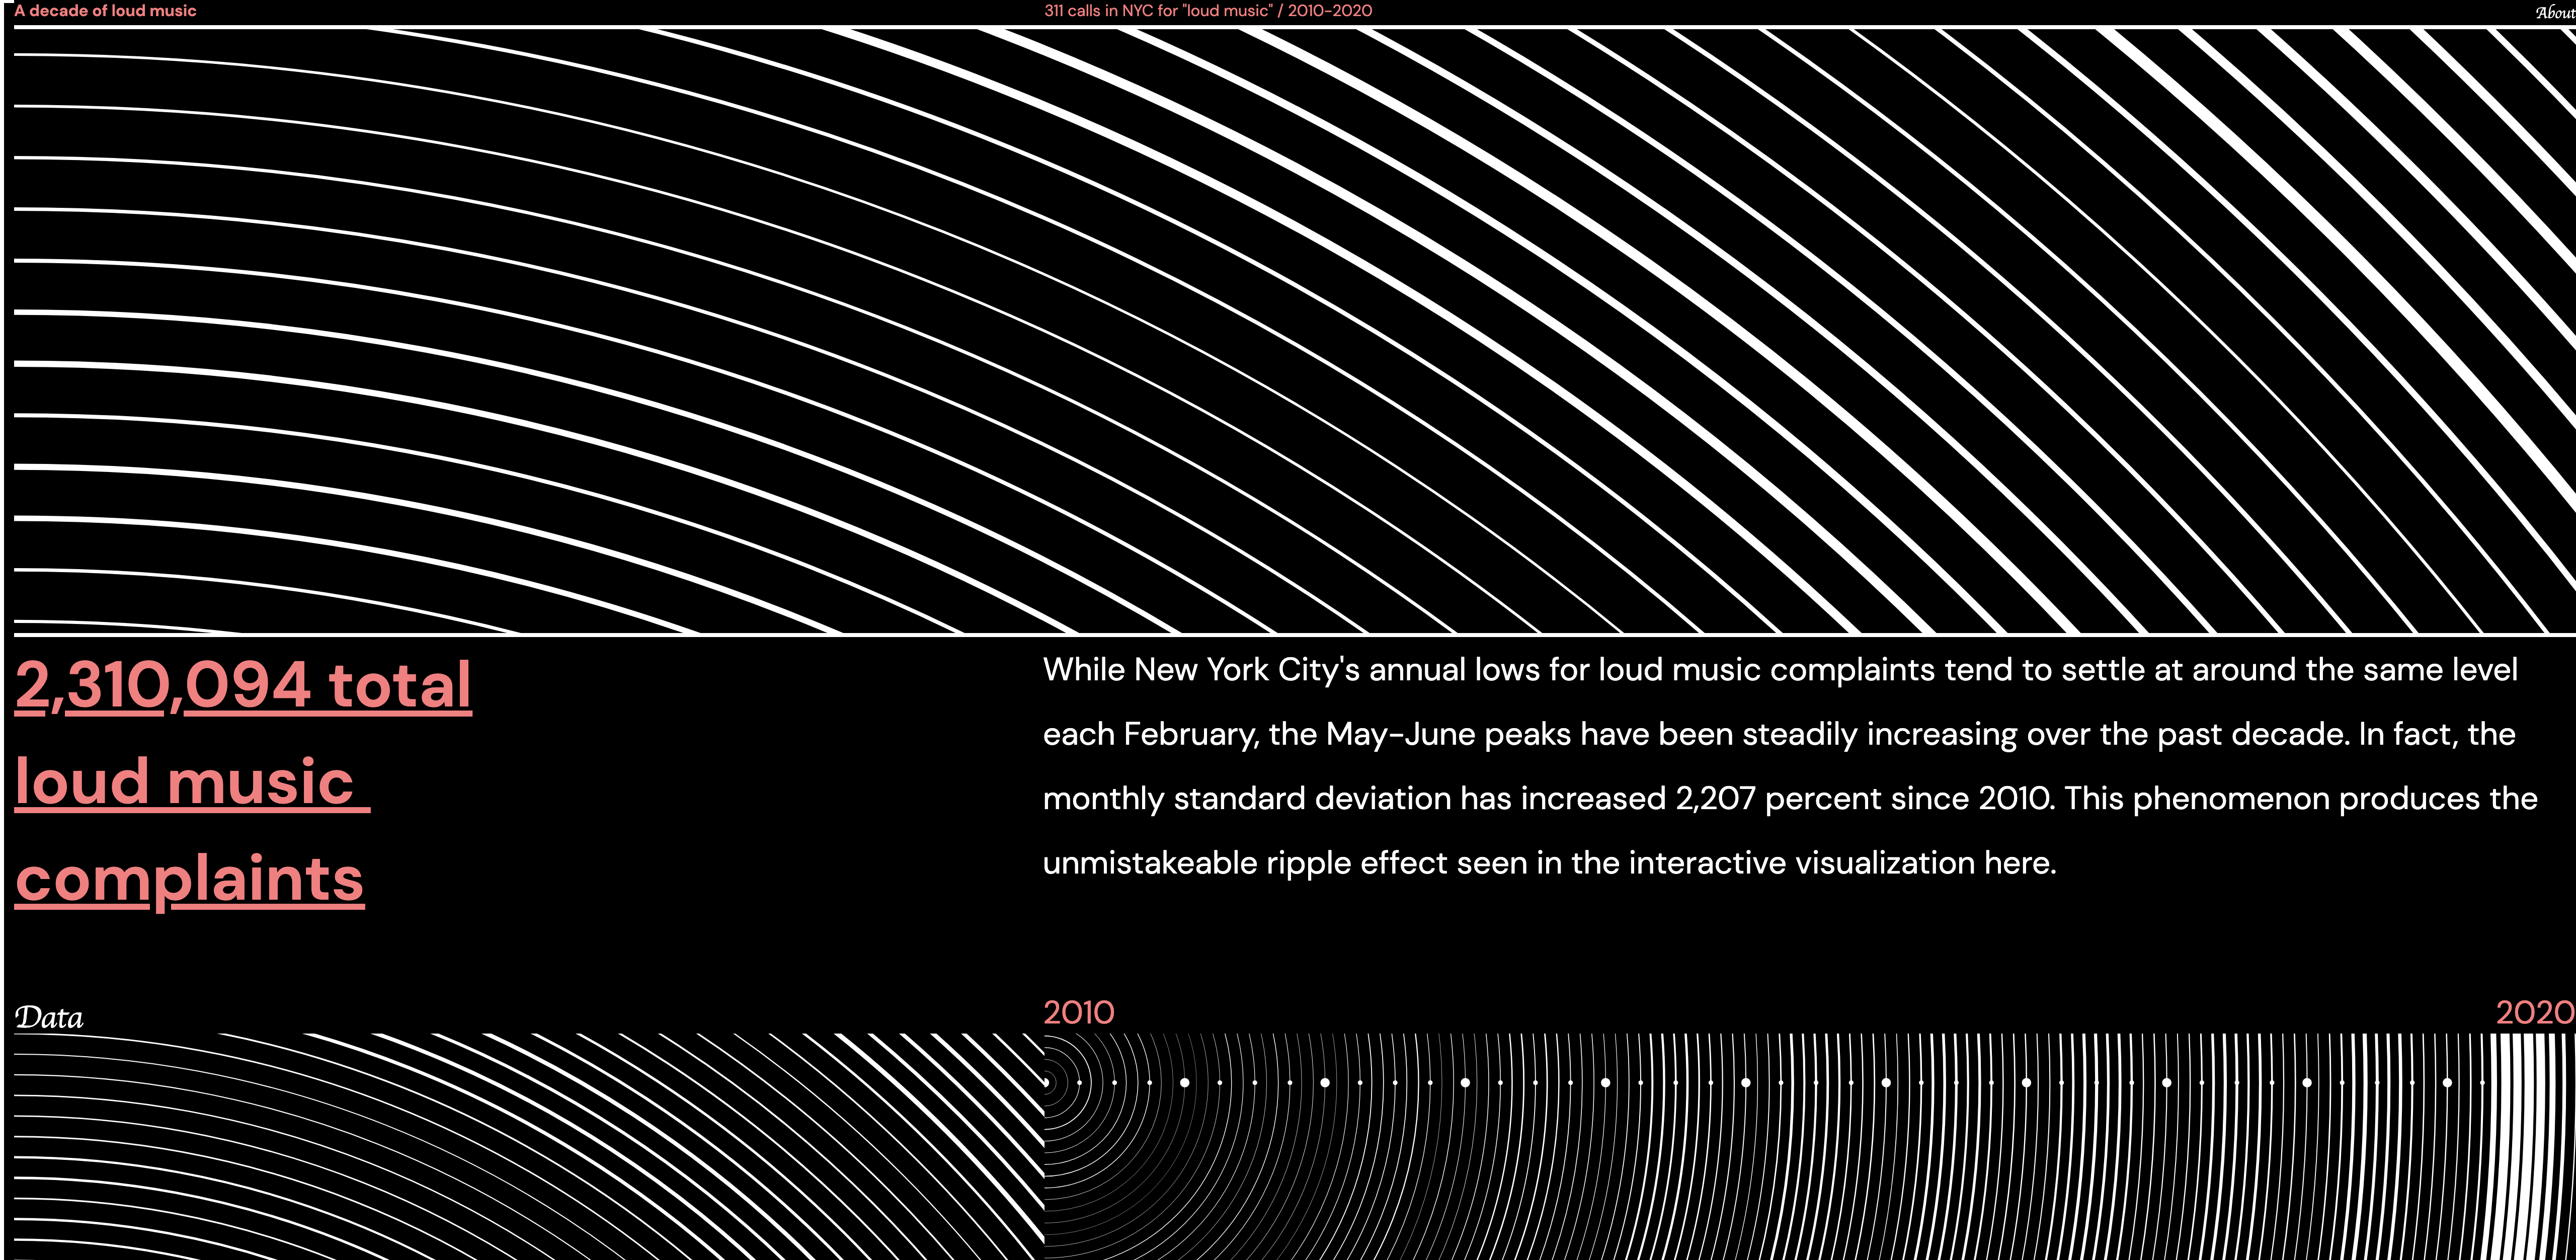 A decade of loud music
311 calls in NYC for "loud music" / 2010-2020
About
2,310,094 total
loud music
complaints
While New York City's annual lows for loud music complaints tend to settle at around the same level
each February, the May-June peaks have been steadily increasing over the past decade. In fact, the
monthly standard deviation has increased 2,207 percent since 2010. This phenomenon produces the
unmistakeable ripple effect seen in the interactive visualization here.
Data
2010
2020